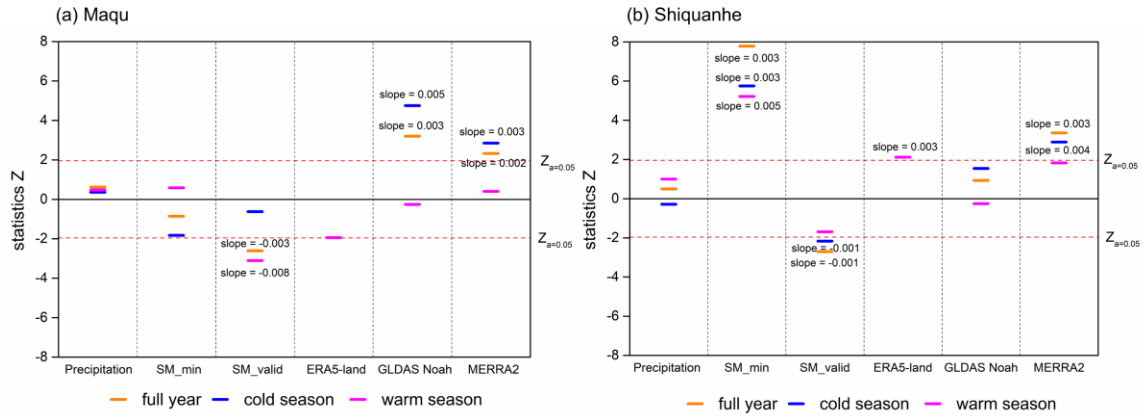 (a) Maqu
statistics Z
8
6
4
2
0
-2
-4
-6
-8
slope = -0.003
slope = -0.008
slope = 0.005
slope = 0.003
slope = 0.003
slope = 0.002
Za=0.05
Za=0.05
Precipitation
SM_min
SM_valid
ERA5-land
GLDAS Noah
MERRA2
full year
cold season
warm season
(b) Shiquanhe
statistics Z
8
6
4
2
0
-2
-4
-6
-8
slope = 0.003
slope = 0.003
slope = 0.005
slope = -0.001
slope = -0.001
slope = 0.003
slope = 0.003
slope = 0.004
Za=0.05
Za=0.05
Precipitation
SM_min
SM_valid
ERA5-land
GLDAS Noah
MERRA2
full year
cold season
warm season